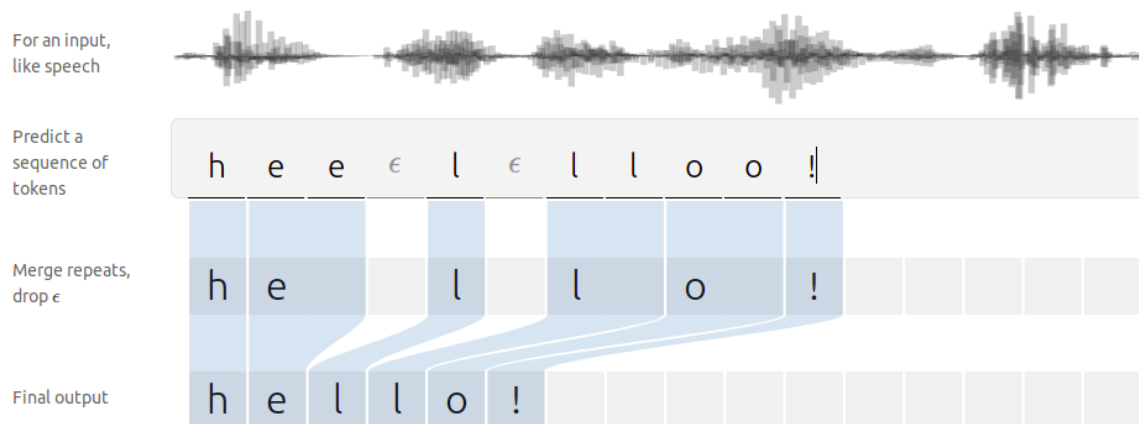 For an input,
like speech
Predict a
sequence of
tokens
h e e ϵ l ϵ l l o o !
Merge repeats,
drop ϵ
h e l l o !
Final output
h e l l o !